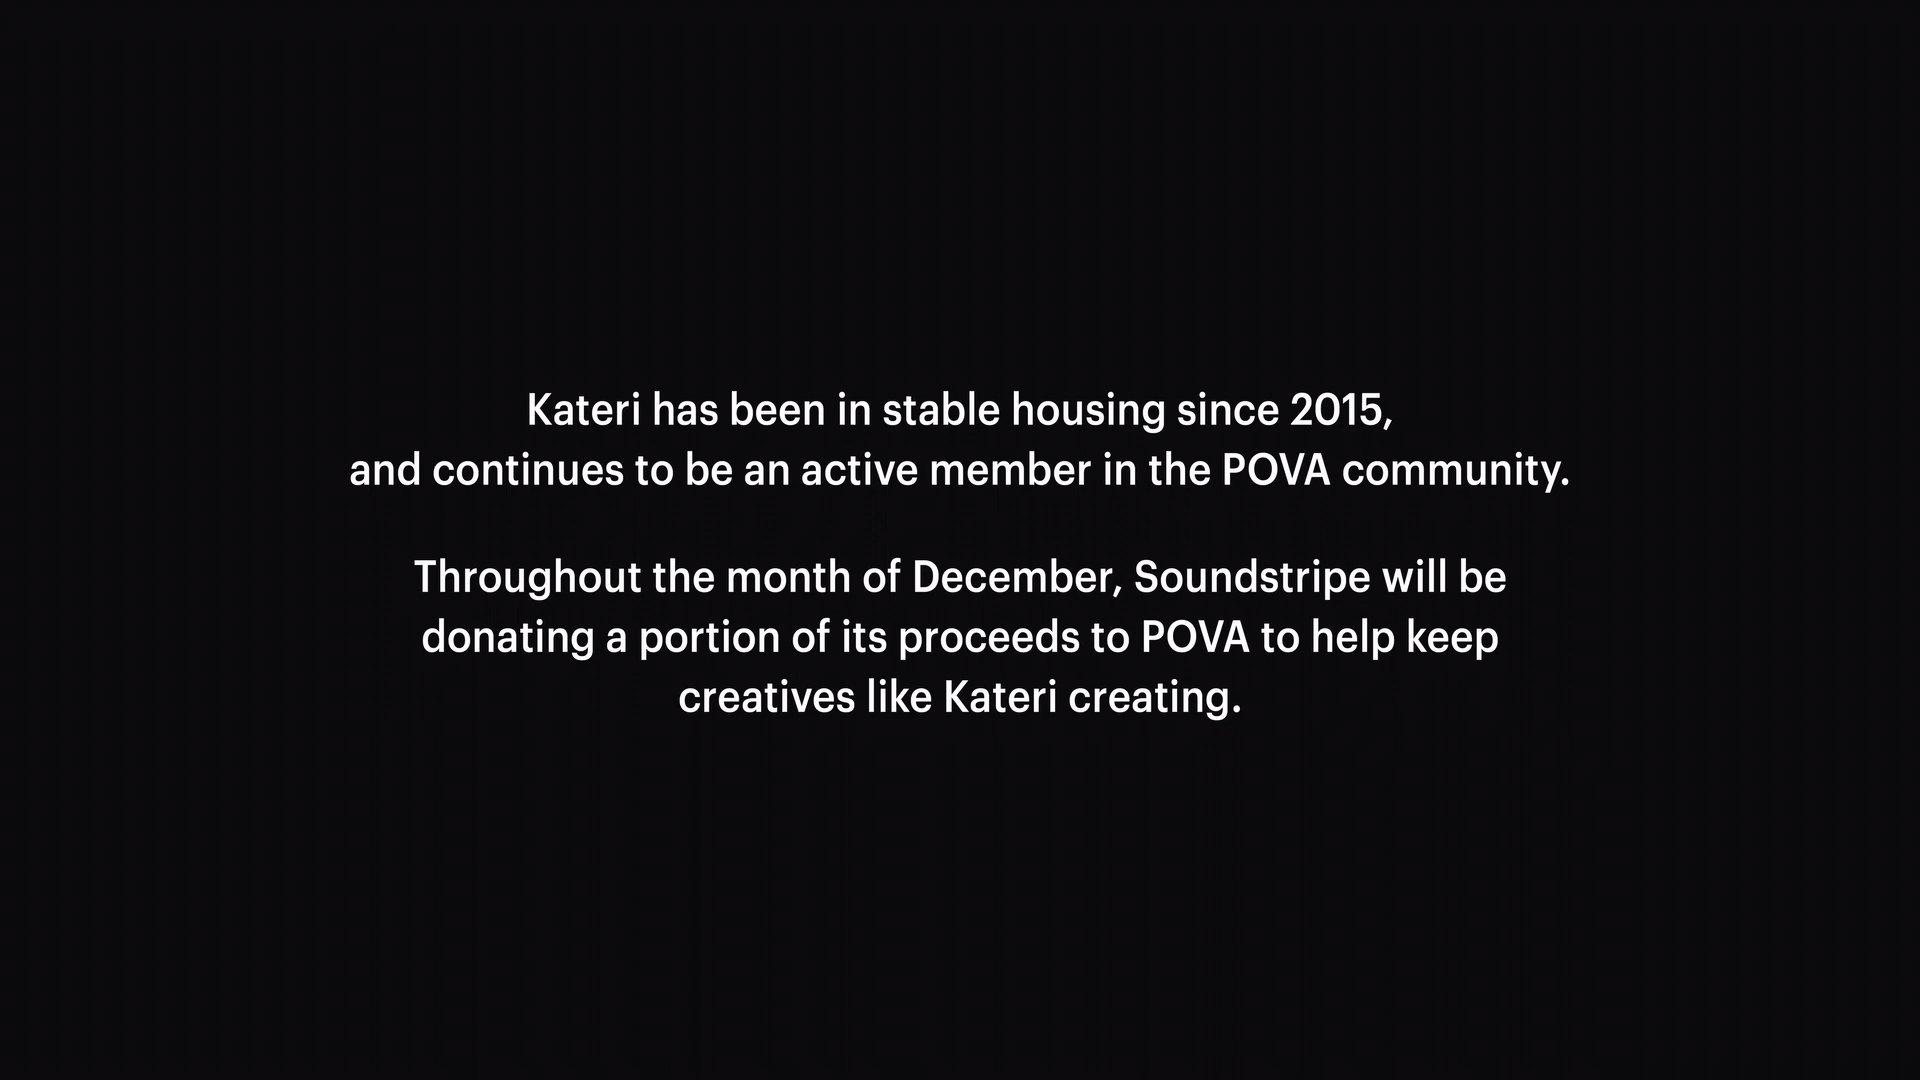 Kateri has been in stable housing since 2015,
and continues to be an active member in the POVA community.
Throughout the month of December, Soundstripe will be
donating a portion of its proceeds to POVA to help keep
creatives like Kateri creating.